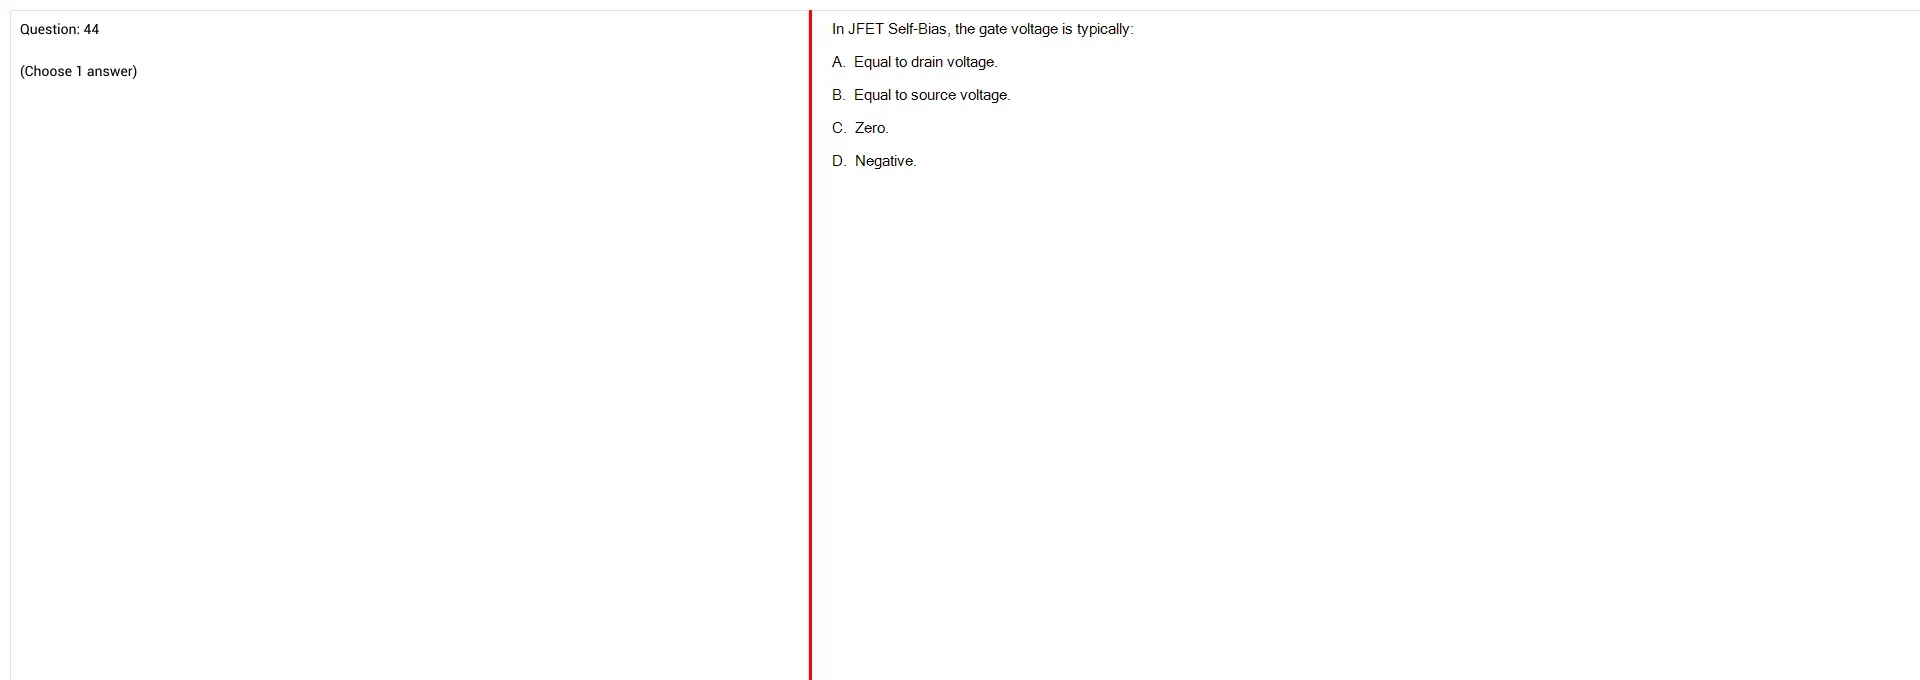 Question: 44
(Choose 1 answer)
In JFET Self-Bias, the gate voltage is typically:
A. Equal to drain voltage.
B. Equal to source voltage.
C. Zero.
D. Negative.